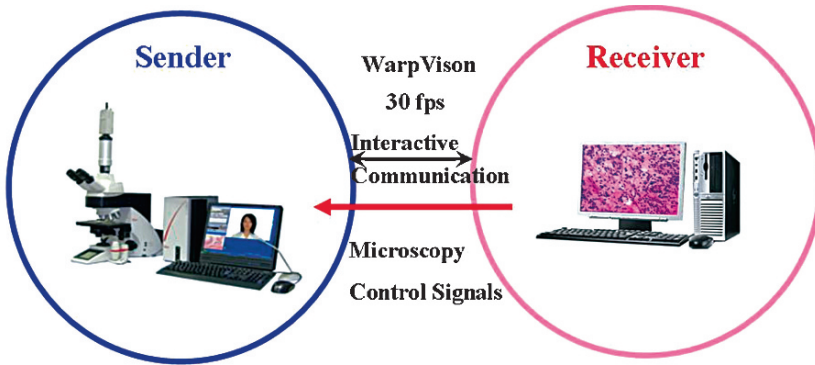 Sender
WarpVison
30 fps
Interactive
Communication
Microscopy
Control Signals
Receiver